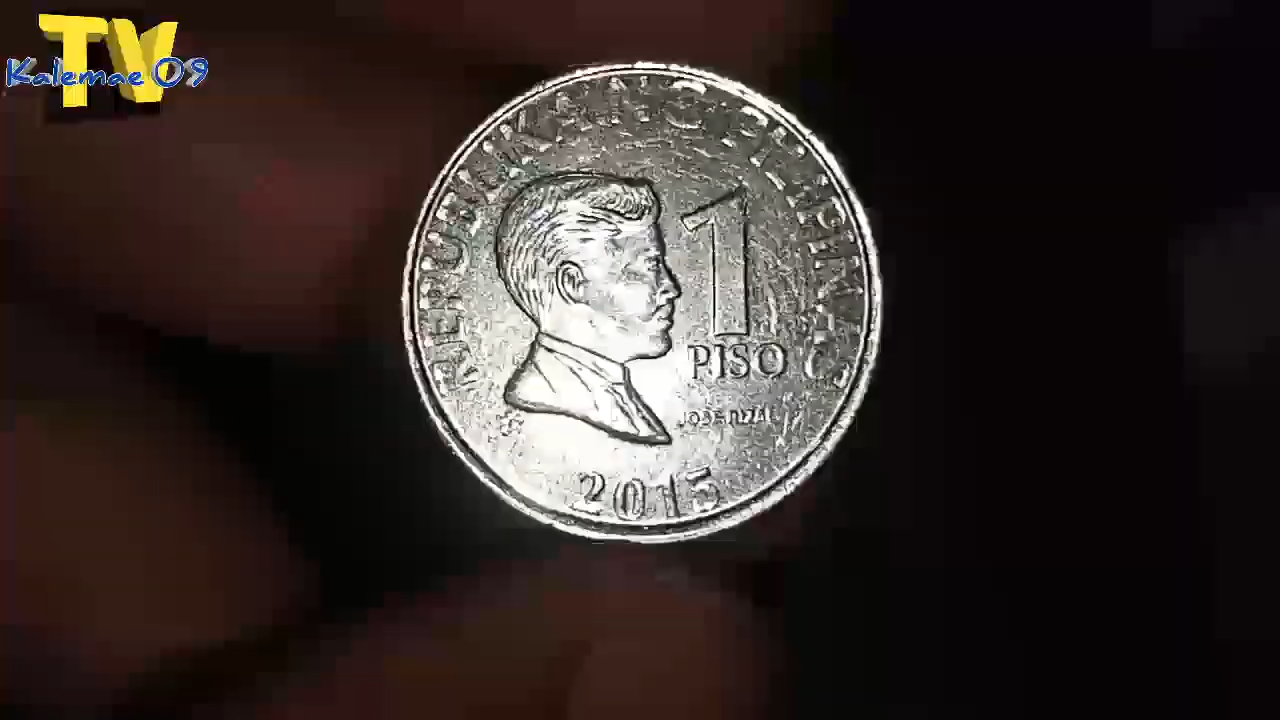 TV
Kalemae 09
REPUBLIKA NG PILIPINAS
1
PISO
JOSE RIZAL
2015